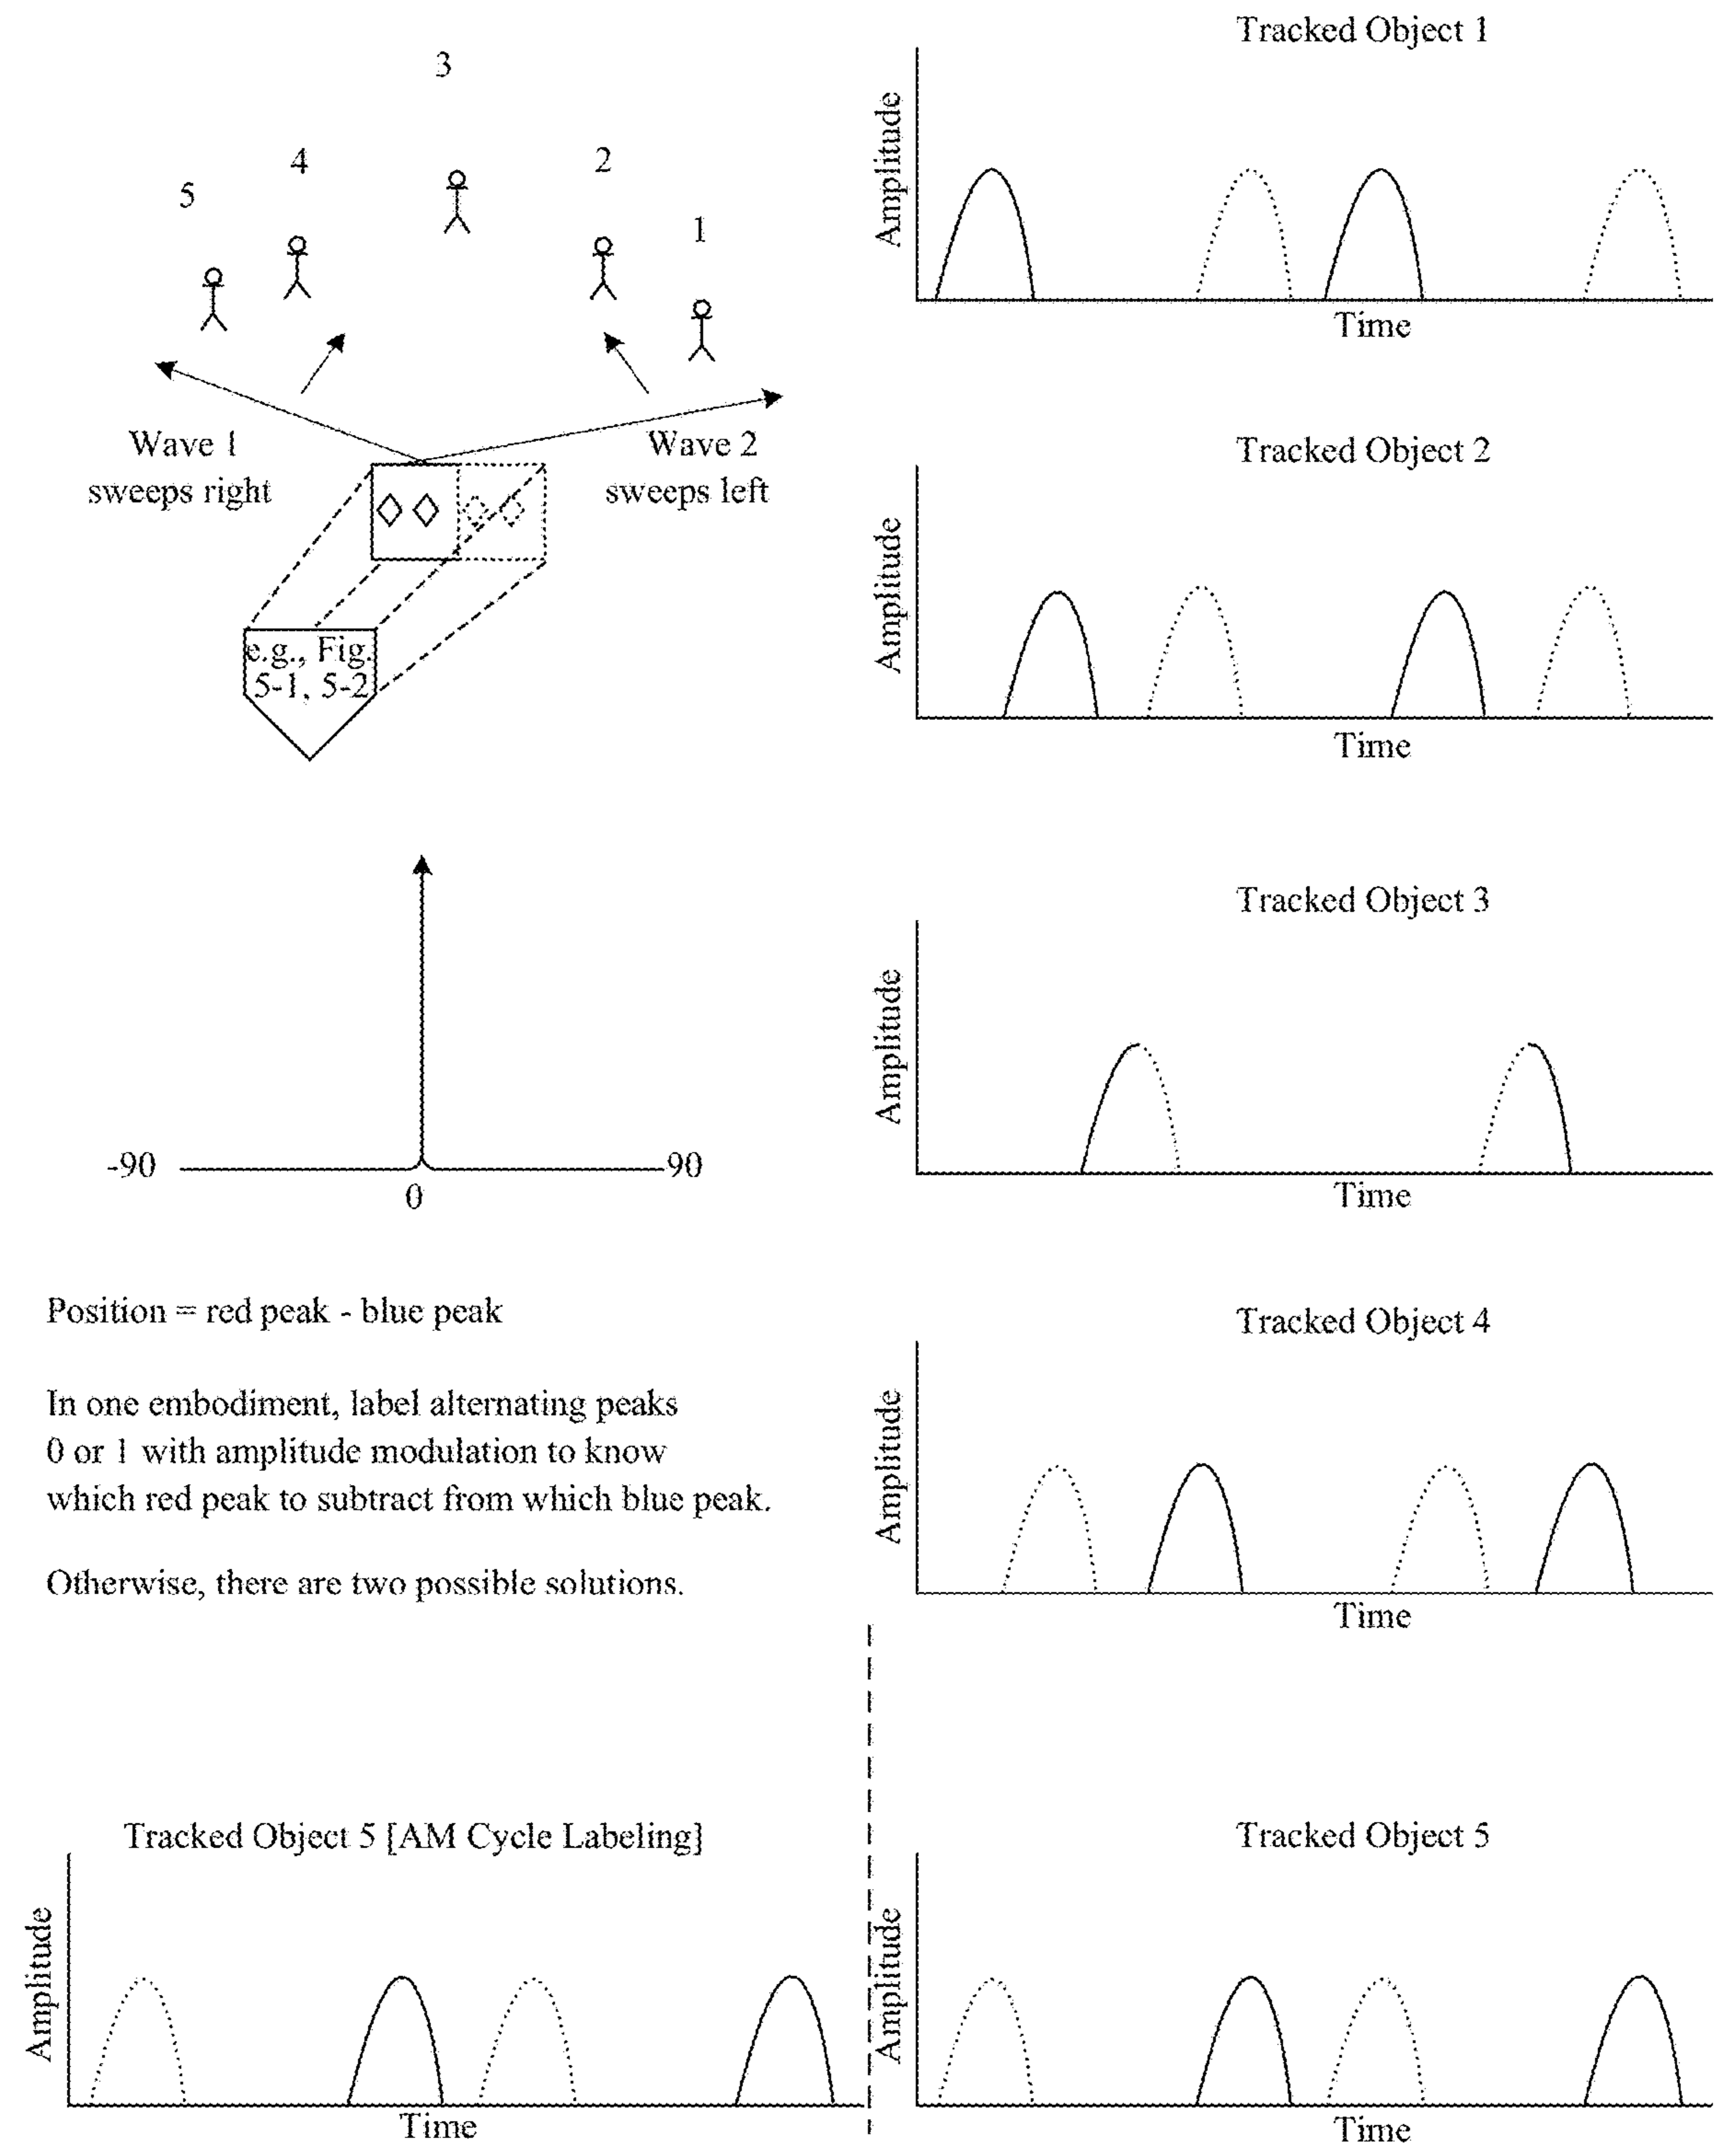 3
4
2
5
1
Wave 1
sweeps right
Wave 2
sweeps left
e.g., Fig.
5-1, 5-2
-90
90
0
Position = red peak - blue peak
In one embodiment, label alternating peaks
0 or 1 with amplitude modulation to know
which red peak to subtract from which blue peak.
Otherwise, there are two possible solutions.
Tracked Object 1
Amplitude
Time
Tracked Object 2
Amplitude
Time
Tracked Object 3
Amplitude
Time
Tracked Object 4
Amplitude
Time
Tracked Object 5 [AM Cycle Labeling]
Amplitude
Time
Tracked Object 5
Amplitude
Time